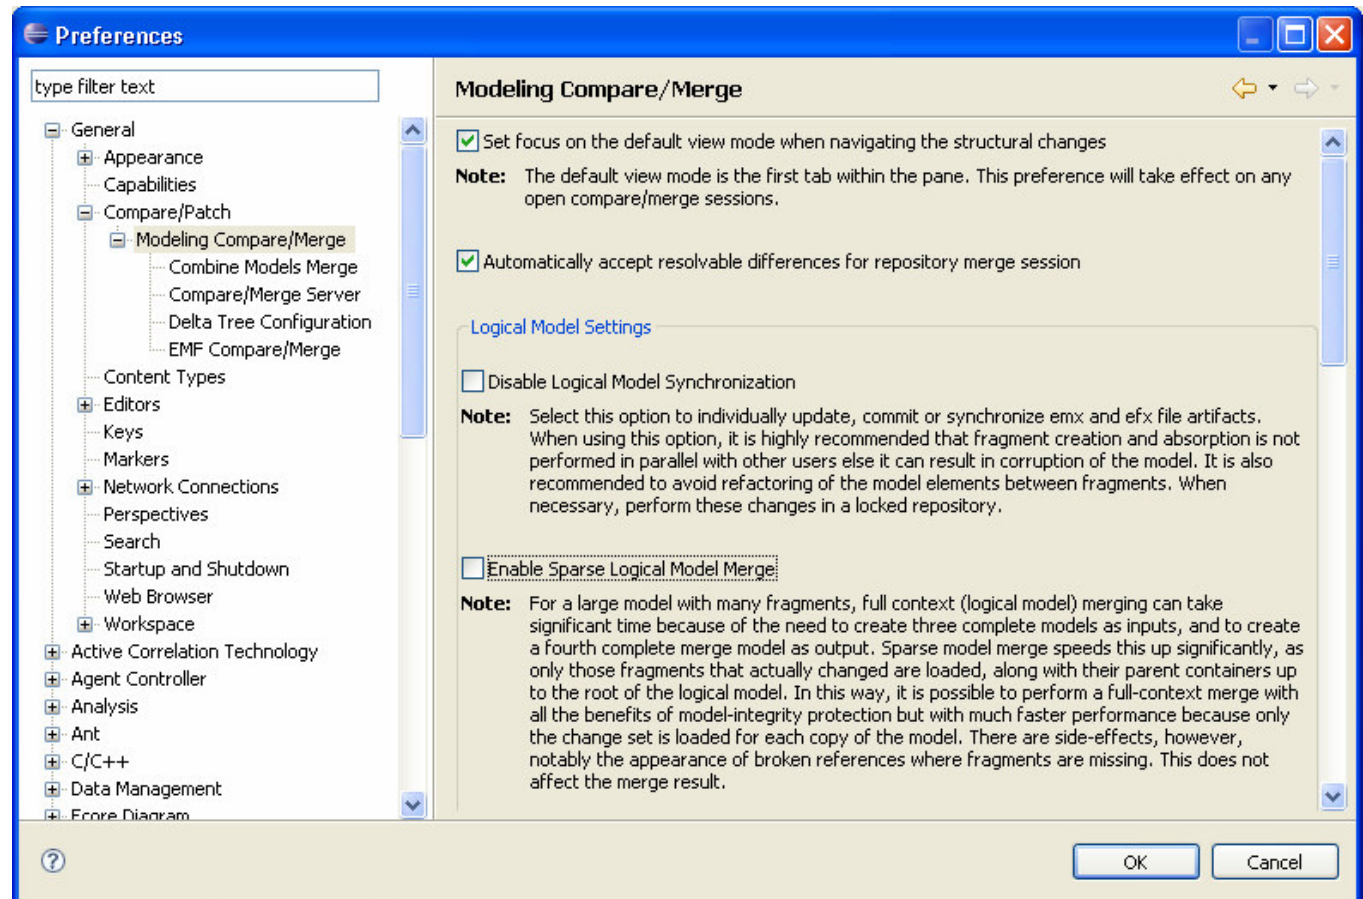 Preferences
type filter text
General
Appearance
Capabilities
Compare/Patch
Modeling Compare/Merge
Combine Models Merge
Compare/Merge Server
Delta Tree Configuration
EMF Compare/Merge
Content Types
Editors
Keys
Markers
Network Connections
Perspectives
Search
Startup and Shutdown
Web Browser
Workspace
Active Correlation Technology
Agent Controller
Analysis
Ant
C/C++
Data Management
Ecore Diagram
Modeling Compare/Merge
Set focus on the default view mode when navigating the structural changes
Note: The default view mode is the first tab within the pane. This preference will take effect on any
open compare/merge sessions.
Automatically accept resolvable differences for repository merge session
Logical Model Settings
Disable Logical Model Synchronization
Note: Select this option to individually update, commit or synchronize emx and efx file artifacts.
When using this option, it is highly recommended that fragment creation and absorption is not
performed in parallel with other users else it can result in corruption of the model. It is also
recommended to avoid refactoring of the model elements between fragments. When
necessary, perform these changes in a locked repository.
Enable Sparse Logical Model Merge
Note: For a large model with many fragments, full context (logical model) merging can take
significant time because of the need to create three complete models as inputs, and to create
a fourth complete merge model as output. Sparse model merge speeds this up significantly, as
only those fragments that actually changed are loaded, along with their parent containers up
to the root of the logical model. In this way, it is possible to perform a full-context merge with
all the benefits of model-integrity protection but with much faster performance because only
the change set is loaded for each copy of the model. There are side-effects, however,
notably the appearance of broken references where fragments are missing. This does not
affect the merge result.
OK
Cancel